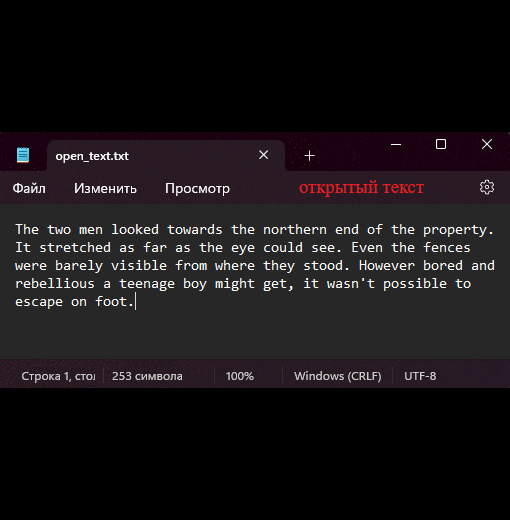 open_text.txt
Файл Изменить Просмотр открытый текст
The two men looked towards the northern end of the property.
It stretched as far as the eye could see. Even the fences
were barely visible from where they stood. However bored and
rebellious a teenage boy might get, it wasn't possible to
escape on foot.
Строка 1, 253 символа 100% Windows (CRLF) UTF-8